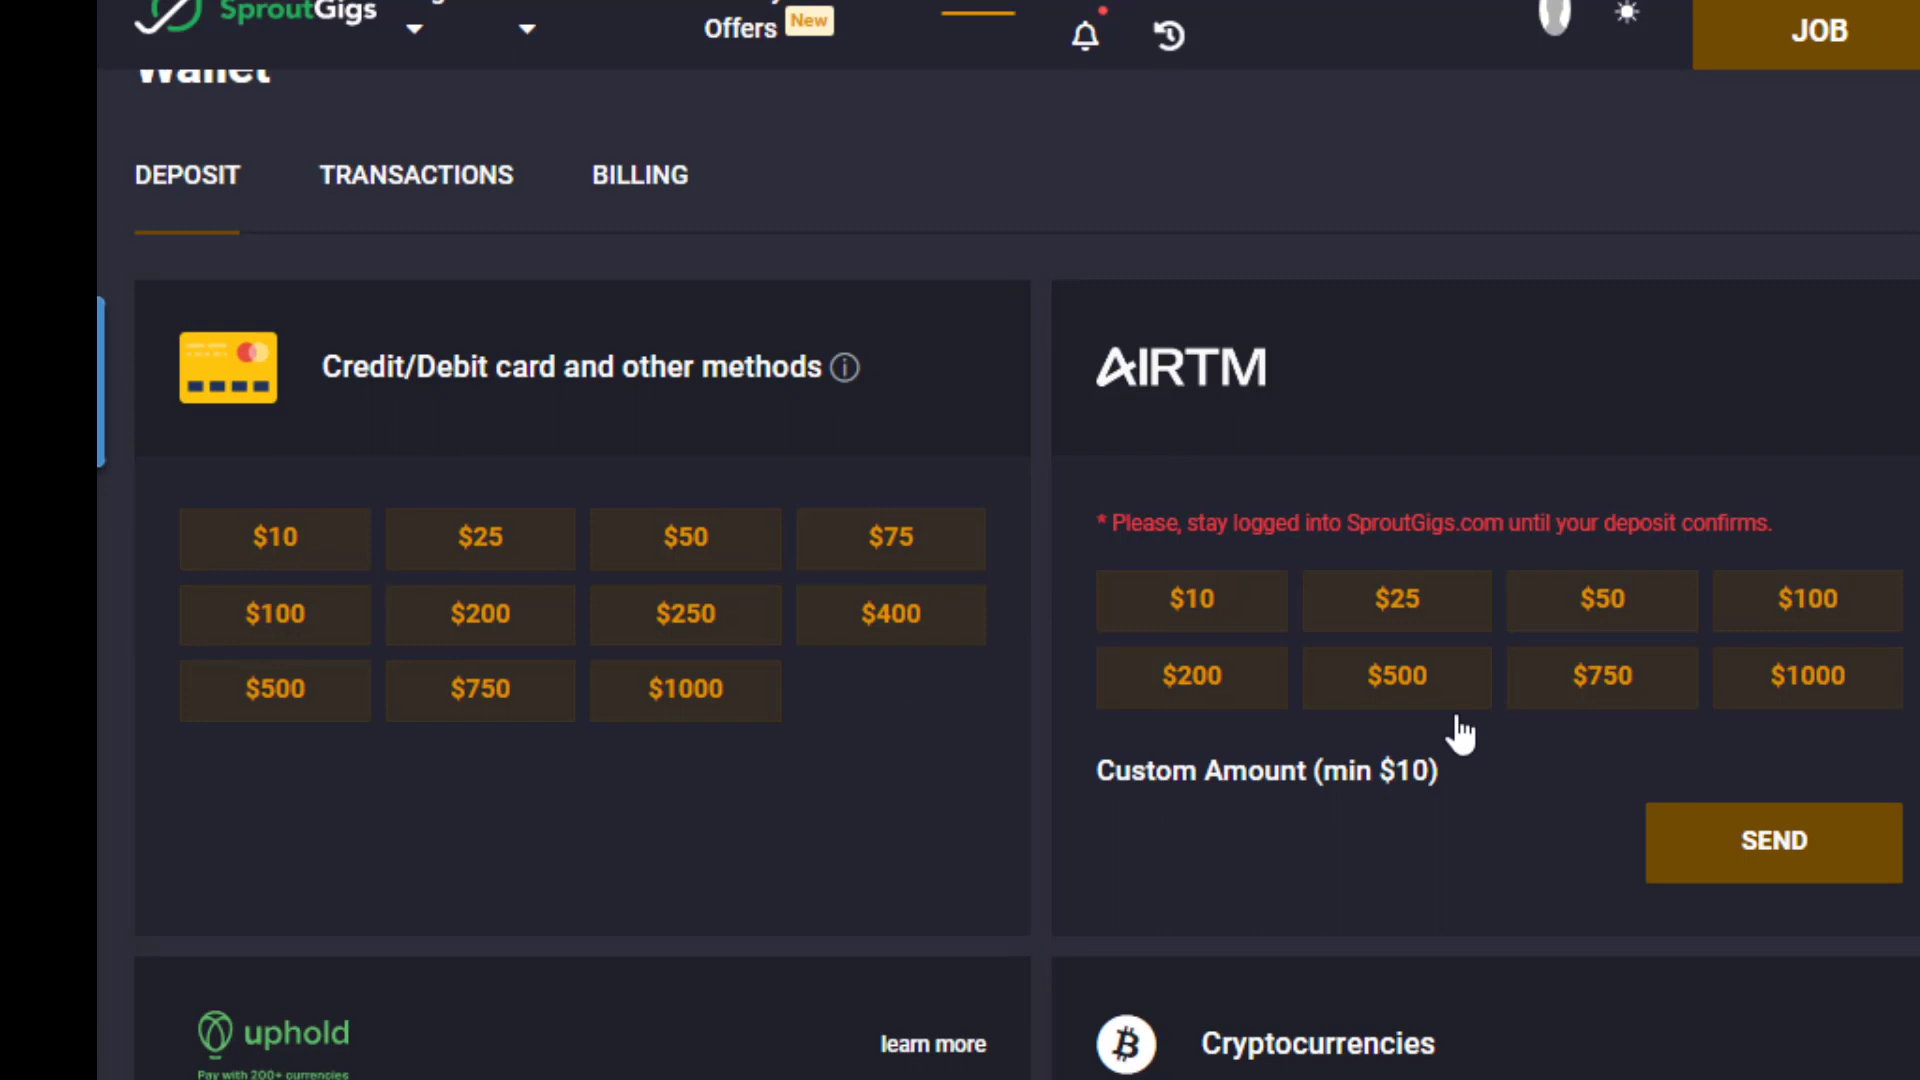 SproutGigs
Offers New
JOB
Wallet
DEPOSIT TRANSACTIONS BILLING
Credit/Debit card and other methods
$10 $25 $50 $75
$100 $200 $250 $400
$500 $750 $1000
AIRTM
* Please, stay logged into SproutGigs.com until your deposit confirms.
$10 $25 $50 $100
$200 $500 $750 $1000
Custom Amount (min $10)
SEND
uphold
Pay with 200+ currencies
learn more
Cryptocurrencies